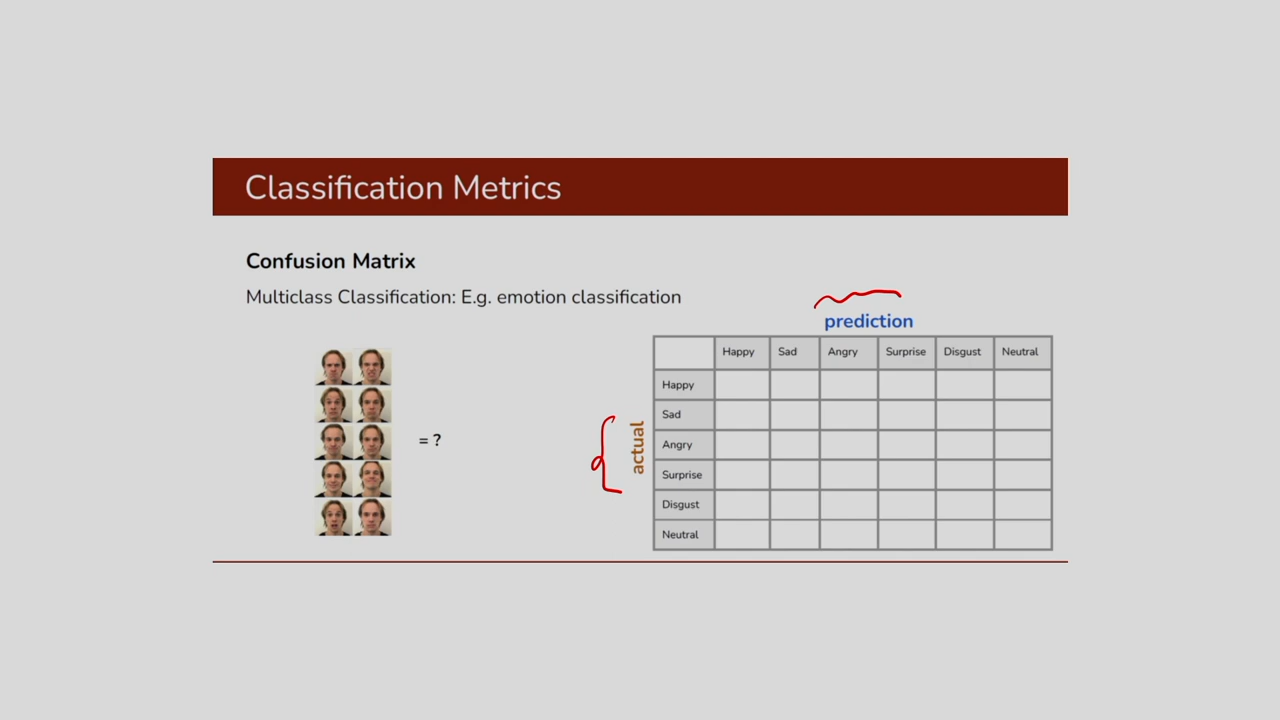 Classification Metrics
Confusion Matrix
Multiclass Classification: E.g. emotion classification
= ?
prediction
actual
Happy Sad Angry Surprise Disgust Neutral
Happy
Sad
Angry
Surprise
Disgust
Neutral